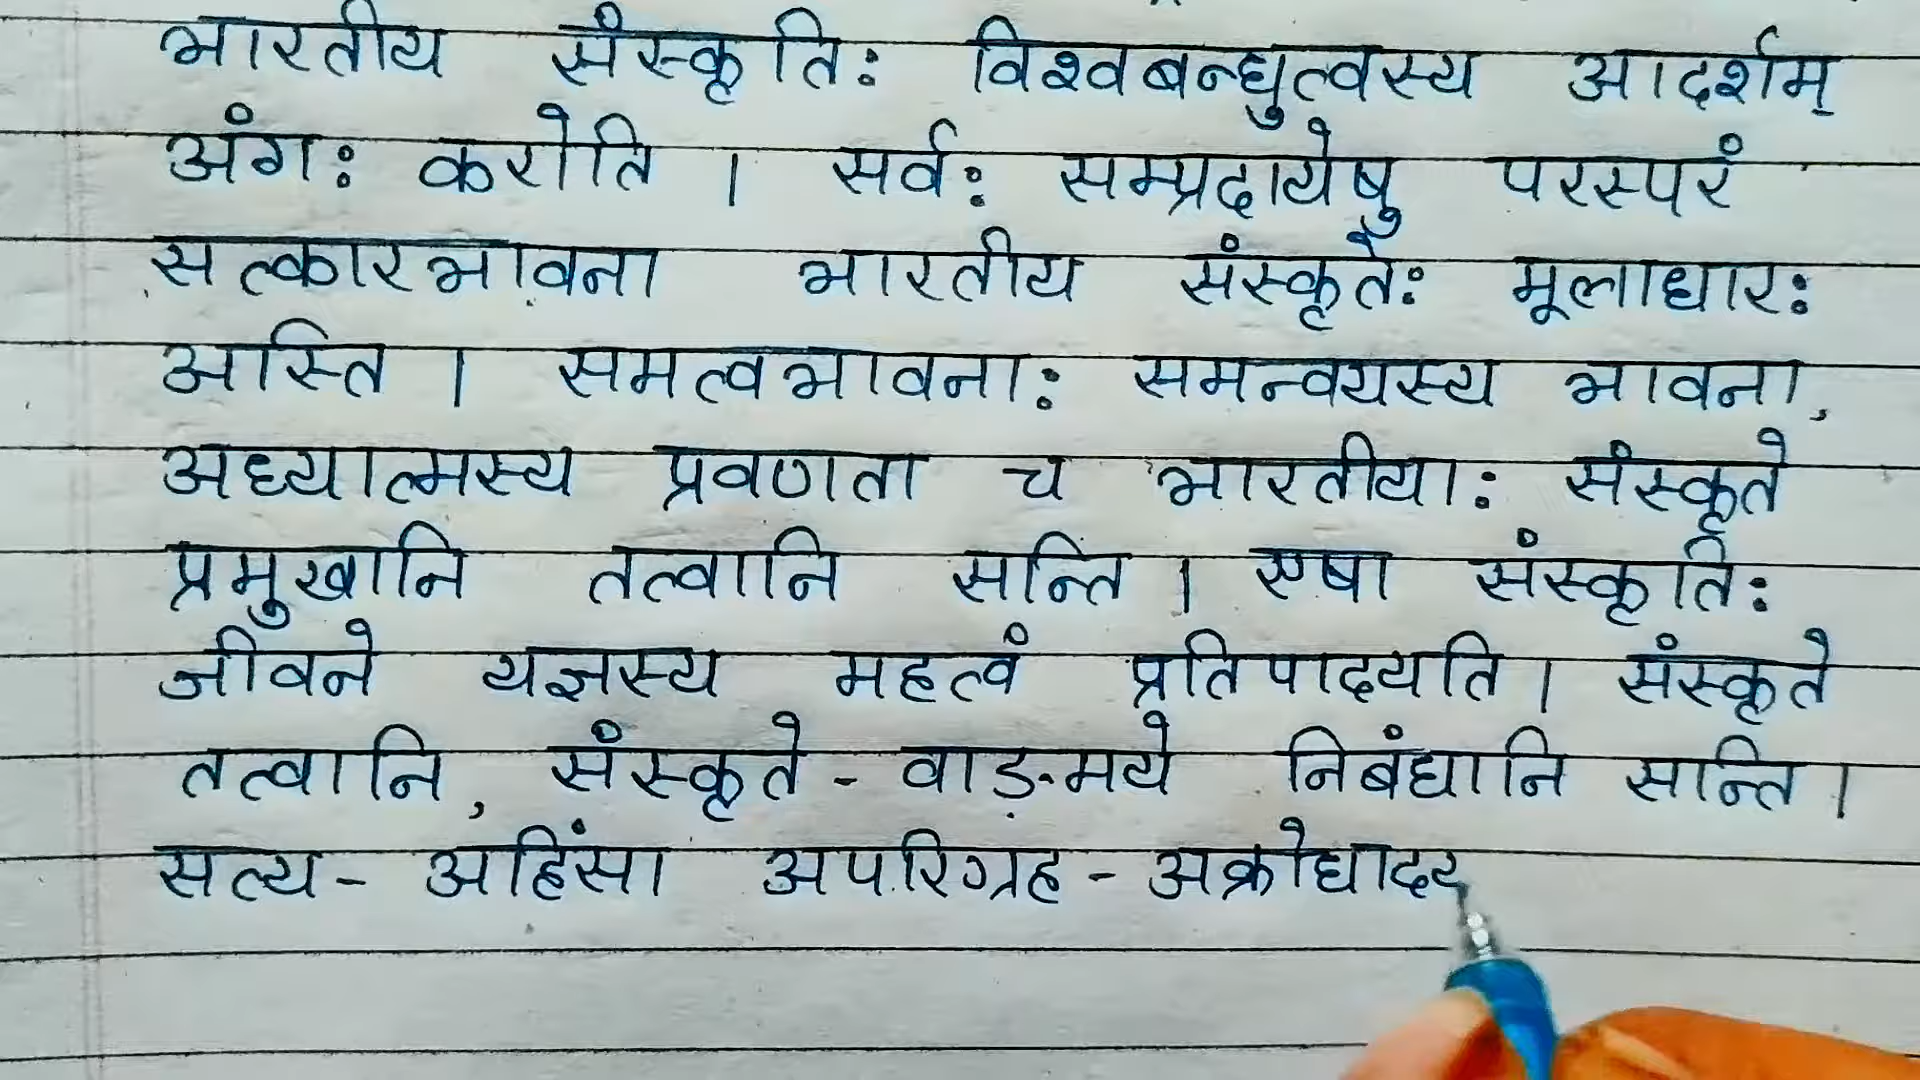 भारतीय संस्कृति: विश्वबन्धुत्वस्य आदर्शम्
अंग: करोति । सर्व: सम्प्रदायेषु परस्परं
सत्कारभावना भारतीय संस्कृते: मूलाधार:
अस्ति । समत्वभावना: समन्वयस्य भावना,
अध्यात्मस्य प्रवणता च भारतीया: संस्कृते
प्रमुखानि तत्वानि सन्ति । एषा संस्कृति:
जीवने यज्ञस्य महत्वं प्रतिपादयति । संस्कृते
तत्वानि, संस्कृते - वाङ्मये निबंधानि सन्ति ।
सत्य - अहिंसा अपरिग्रह -